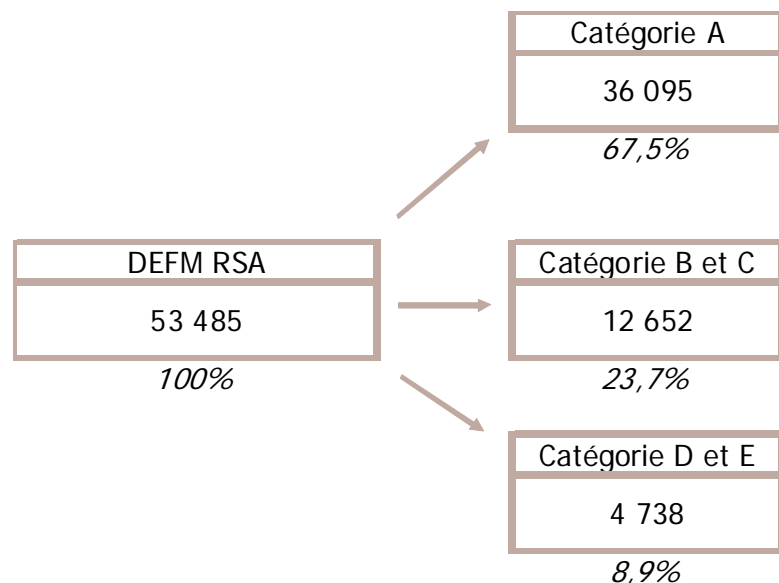 Catégorie A
36 095
67,5%
DEFM RSA
53 485
100%
Catégorie B et C
12 652
23,7%
Catégorie D et E
4 738
8,9%